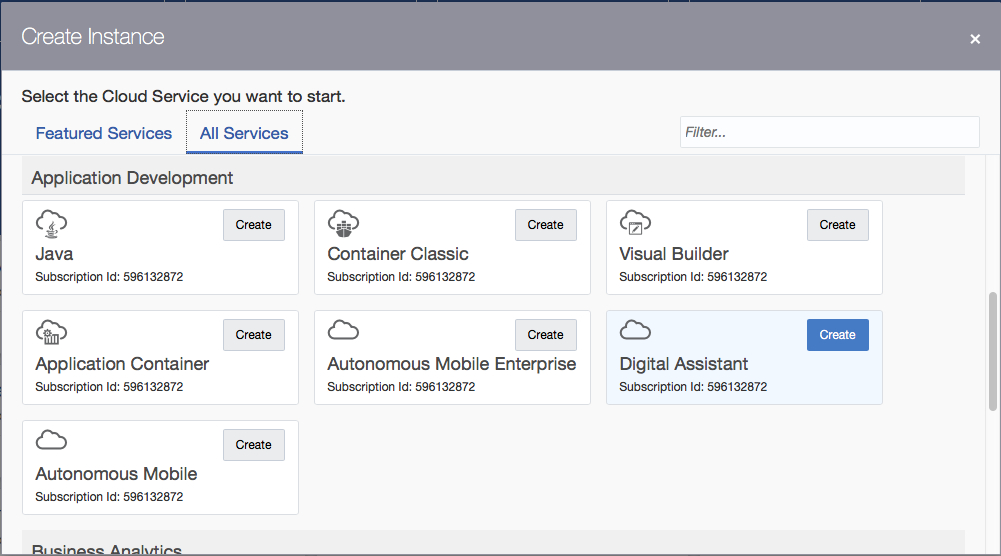 Create Instance
×
Select the Cloud Service you want to start.
Featured Services
All Services
Filter...
Application Development
Create
Java
Subscription Id: 596132872
Create
Container Classic
Subscription Id: 596132872
Create
Visual Builder
Subscription Id: 596132872
Create
Application Container
Subscription Id: 596132872
Create
Autonomous Mobile Enterprise
Subscription Id: 596132872
Create
Digital Assistant
Subscription Id: 596132872
Create
Autonomous Mobile
Subscription Id: 596132872
Business Analytics